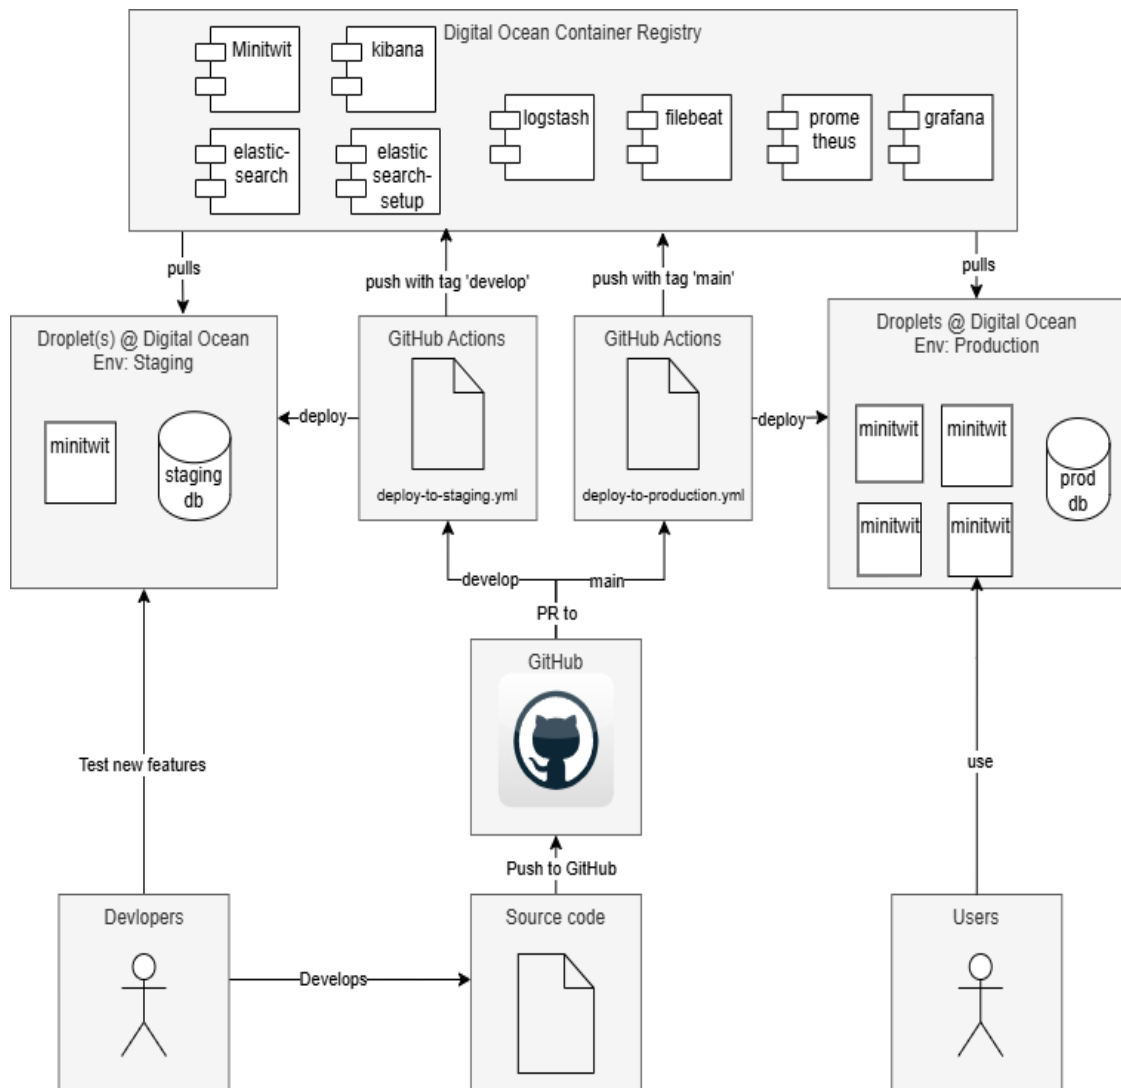 Digital Ocean Container Registry
Minitwit
kibana
logstash
filebeat
prome
theus
grafana
elastic-
search
elastic
search-
setup
pulls
push with tag 'develop'
push with tag 'main'
pulls
Droplet(s) @ Digital Ocean
Env: Staging
minitwit
staging
db
deploy
GitHub Actions
deploy-to-staging.yml
GitHub Actions
deploy-to-production.yml
deploy
Droplets @ Digital Ocean
Env: Production
minitwit
minitwit
minitwit
minitwit
prod
db
develop
main
PR to
GitHub
Test new features
use
Push to GitHub
Devlopers
Develops
Source code
Users